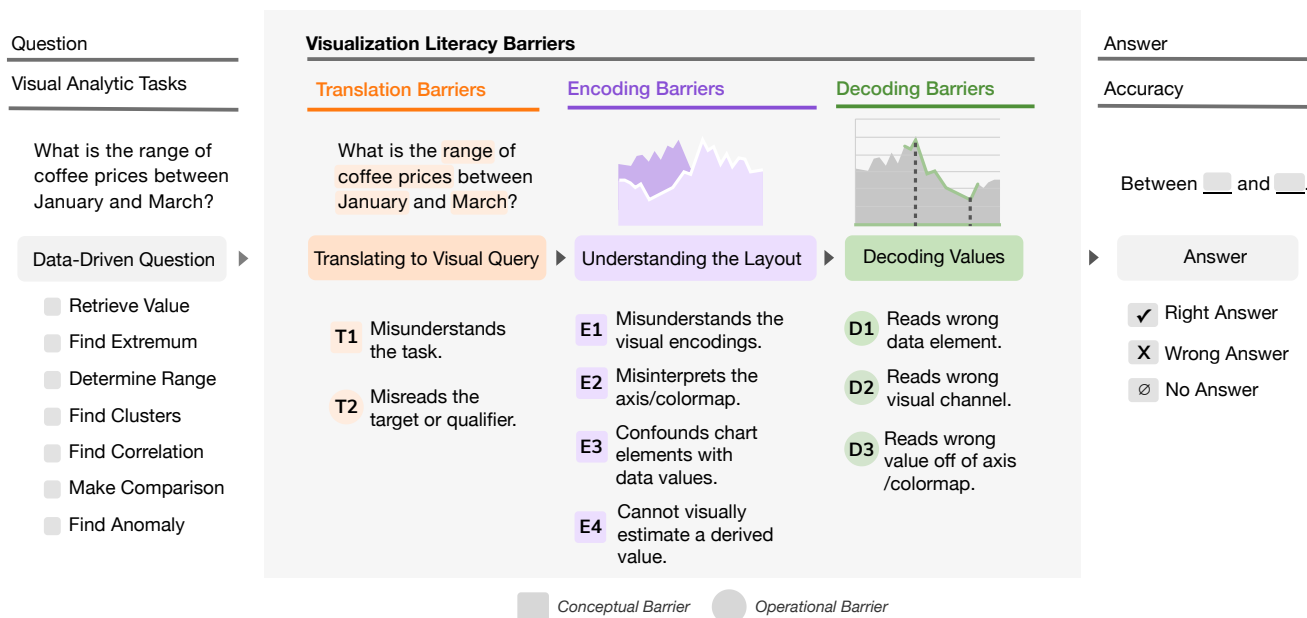 Question
Visual Analytic Tasks
What is the range of
coffee prices between
January and March?
Data-Driven Question
Retrieve Value
Find Extremum
Determine Range
Find Clusters
Find Correlation
Make Comparison
Find Anomaly
Visualization Literacy Barriers
Translation Barriers
What is the range of
coffee prices between
January and March?
Translating to Visual Query
T1 Misunderstands
the task.
T2 Misreads the
target or qualifier.
Encoding Barriers
Understanding the Layout
E1 Misunderstands the
visual encodings.
E2 Misinterprets the
axis/colormap.
E3 Confounds chart
elements with
data values.
E4 Cannot visually
estimate a derived
value.
Decoding Barriers
Decoding Values
D1 Reads wrong
data element.
D2 Reads wrong
visual channel.
D3 Reads wrong
value off of axis
/colormap.
Answer
Accuracy
Between __ and __.
Answer
✓ Right Answer
X Wrong Answer
∅ No Answer
Conceptual Barrier
Operational Barrier